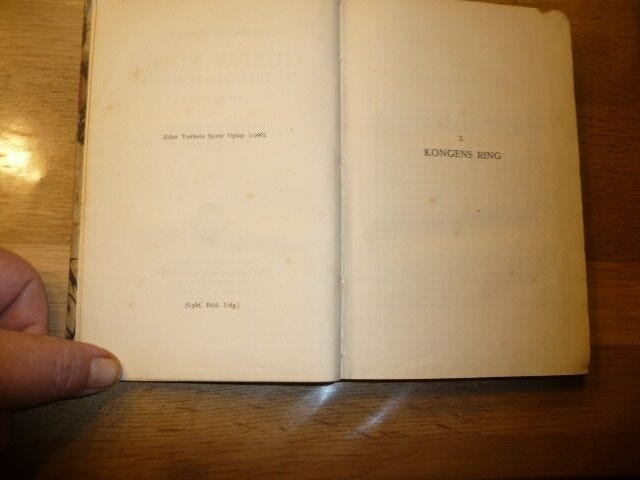 Efter Værkets fjerde Oplag (1906).
(Gyld. Bibl. Udg.)
I.
KONGENS RING